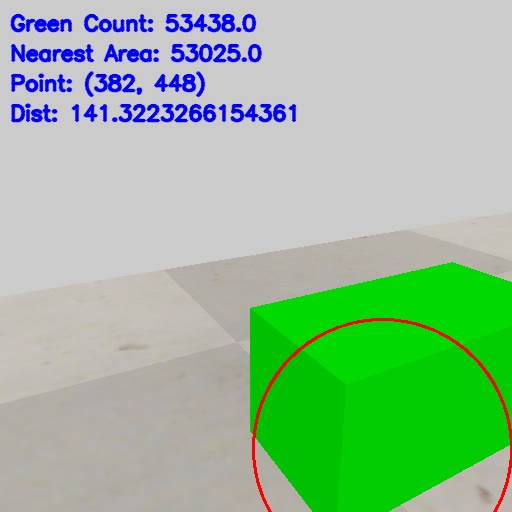 Green Count: 53438.0
Nearest Area: 53025.0
Point: (382, 448)
Dist: 141.3223266154361